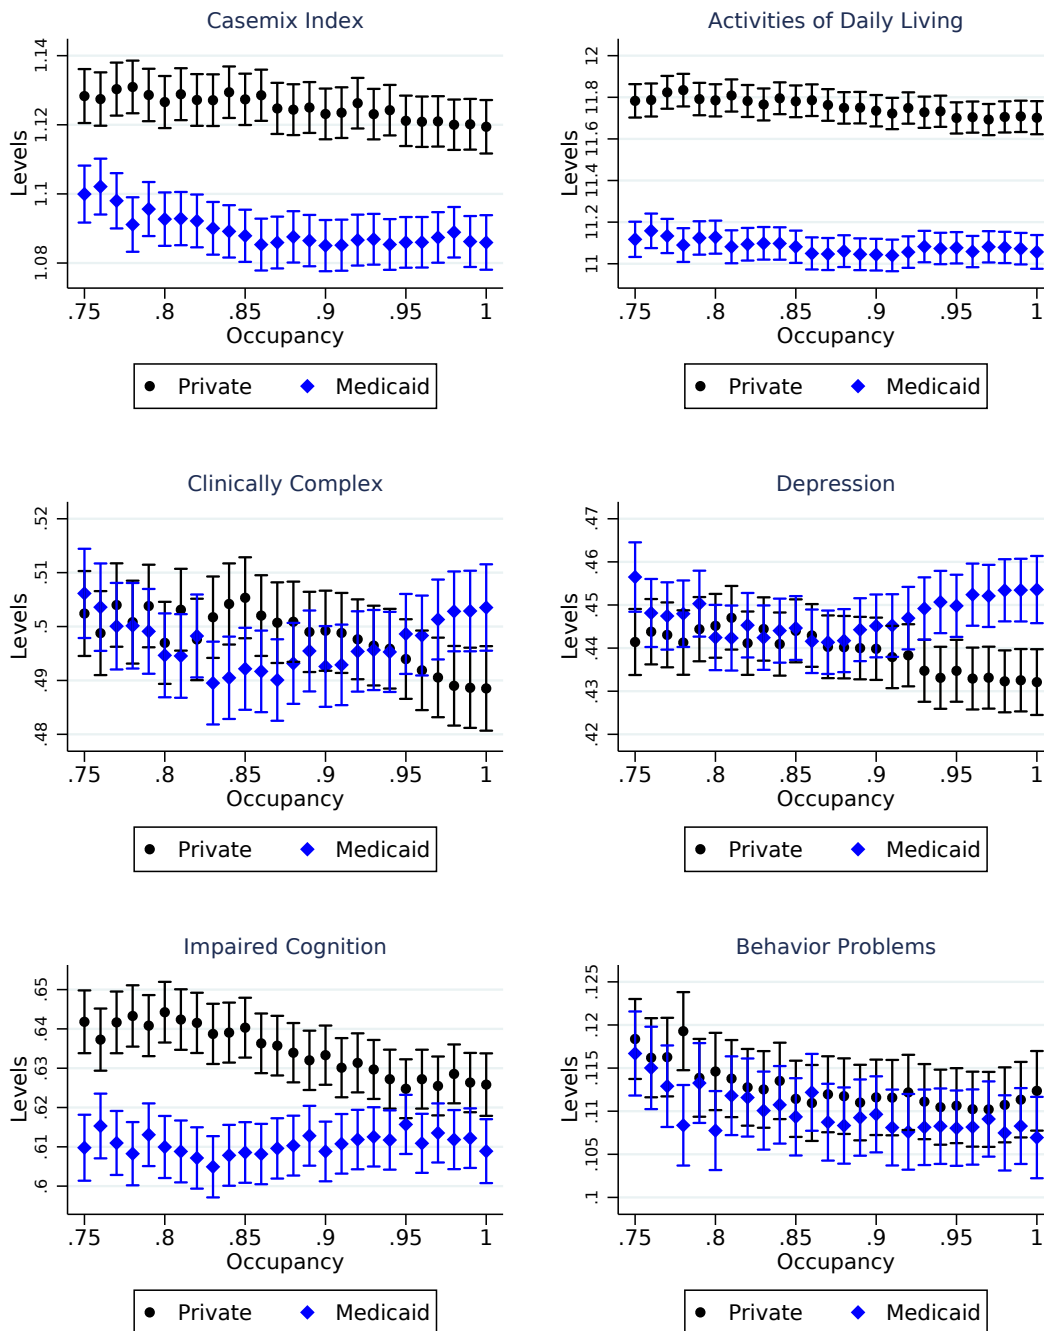 Casemix Index
Levels
1.14
1.12
1.1
1.08
.75 .8 .85 .9 .95 1
Occupancy
Private Medicaid
Activities of Daily Living
Levels
12
11.8
11.6
11.4
11.2
11
.75 .8 .85 .9 .95 1
Occupancy
Private Medicaid
Clinically Complex
Levels
.52
.51
.5
.49
.48
.75 .8 .85 .9 .95 1
Occupancy
Private Medicaid
Depression
Levels
.47
.46
.45
.44
.43
.42
.75 .8 .85 .9 .95 1
Occupancy
Private Medicaid
Impaired Cognition
Levels
.65
.64
.63
.62
.61
.6
.75 .8 .85 .9 .95 1
Occupancy
Private Medicaid
Behavior Problems
Levels
.125
.12
.115
.11
.105
.1
.75 .8 .85 .9 .95 1
Occupancy
Private Medicaid